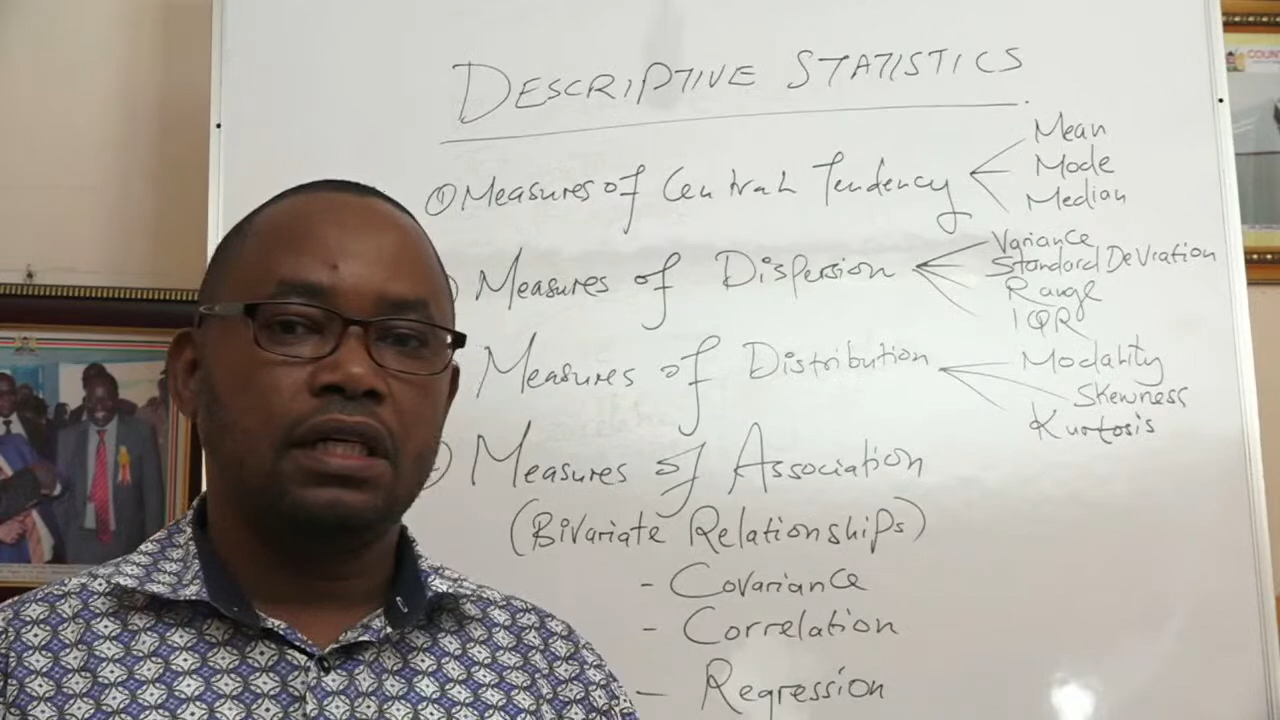 DESCRIPTIVE STATISTICS
① Measures of Central Tendency
Mean
Mode
Median
) Measures of Dispersion
Variance
Standard Deviation
Range
IQR
Measures of Distribution
Modality
Skewness
Kurtosis
) Measures of Association
(Bivariate Relationships)
- Covariance
- Correlation
- Regression
COUNT